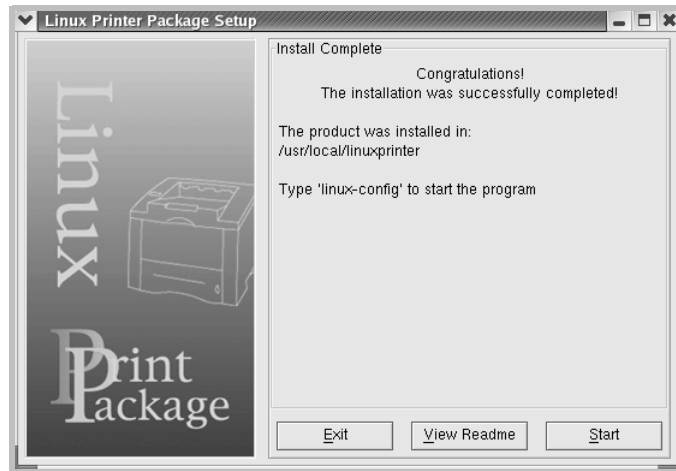 Linux Printer Package Setup
Linux
Print
Package
Install Complete
Congratulations!
The installation was successfully completed!
The product was installed in:
/usr/local/linuxprinter
Type 'linux-config' to start the program
Exit
View Readme
Start